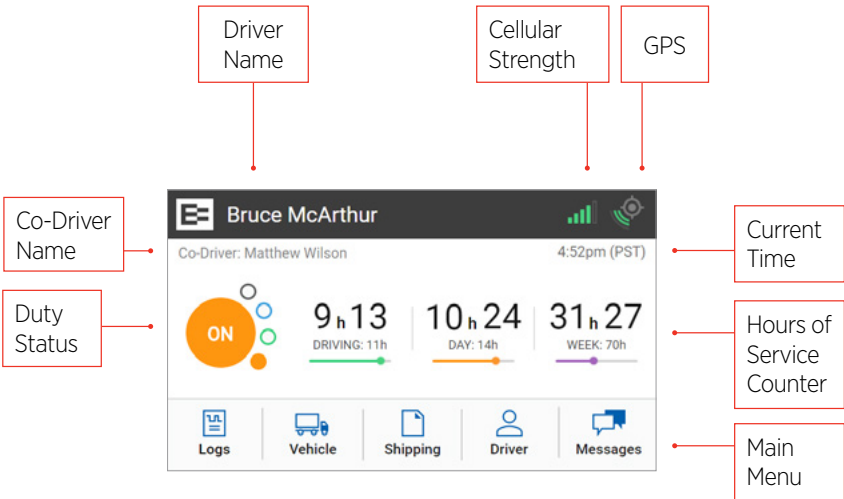 Driver
Name
Cellular
Strength
GPS
Bruce McArthur
Co-Driver
Name
Co-Driver: Matthew Wilson
4:52pm (PST)
Current
Time
Duty
Status
ON
9h13
DRIVING: 11h
10h24
DAY: 14h
31h27
WEEK: 70h
Hours of
Service
Counter
Logs
Vehicle
Shipping
Driver
Messages
Main
Menu